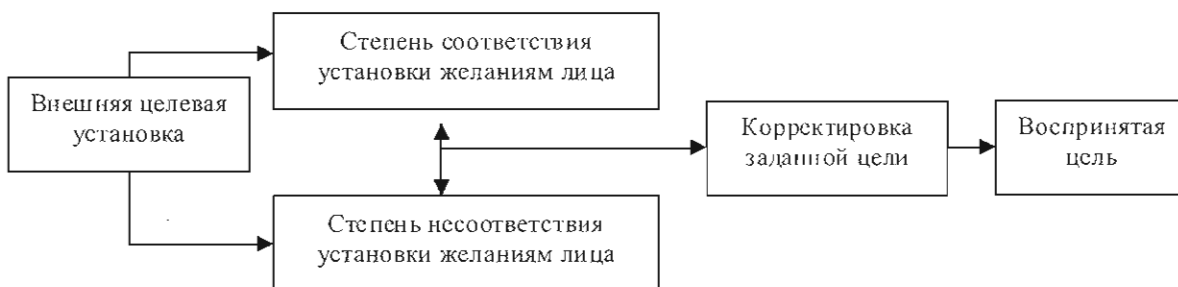 Степень соответствия
установки желаниям лица
Внешняя целевая
установка
Корректировка
заданной цели
Воспринятая
цель
Степень несоответствия
установки желаниям лица